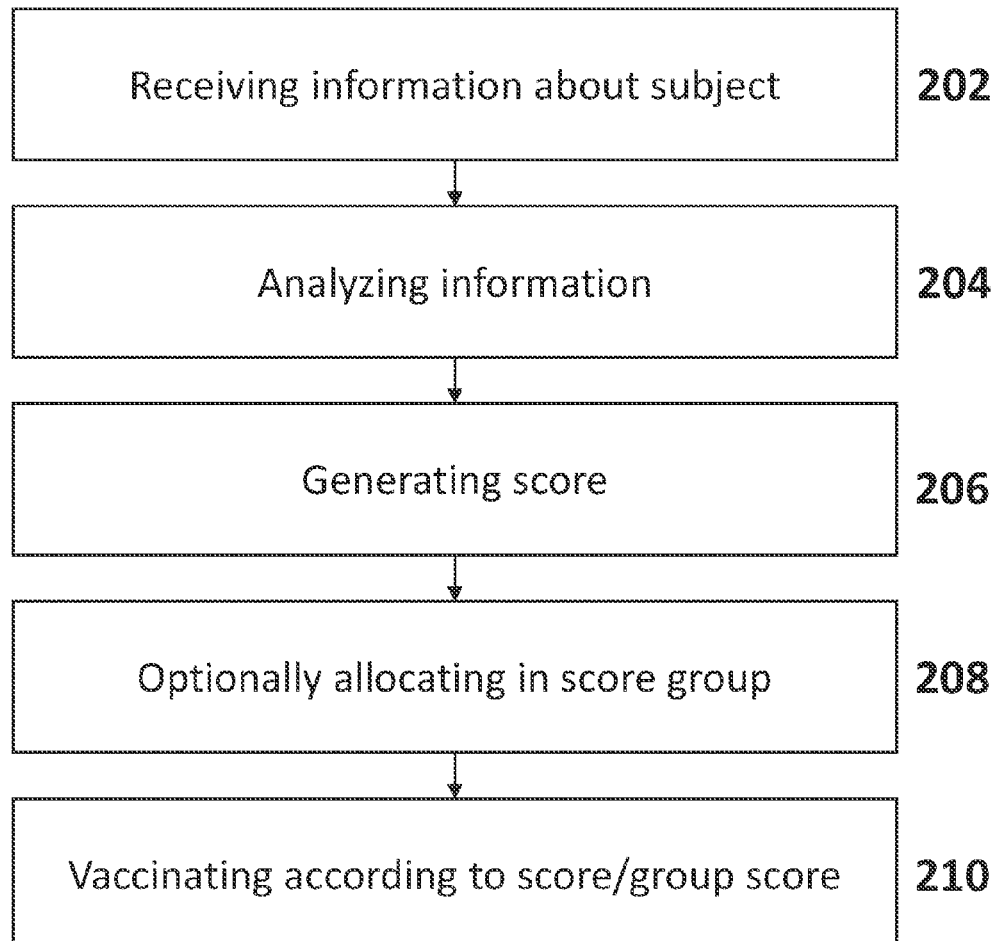 Receiving information about subject 202
Analyzing information 204
Generating score 206
Optionally allocating in score group 208
Vaccinating according to score/group score 210